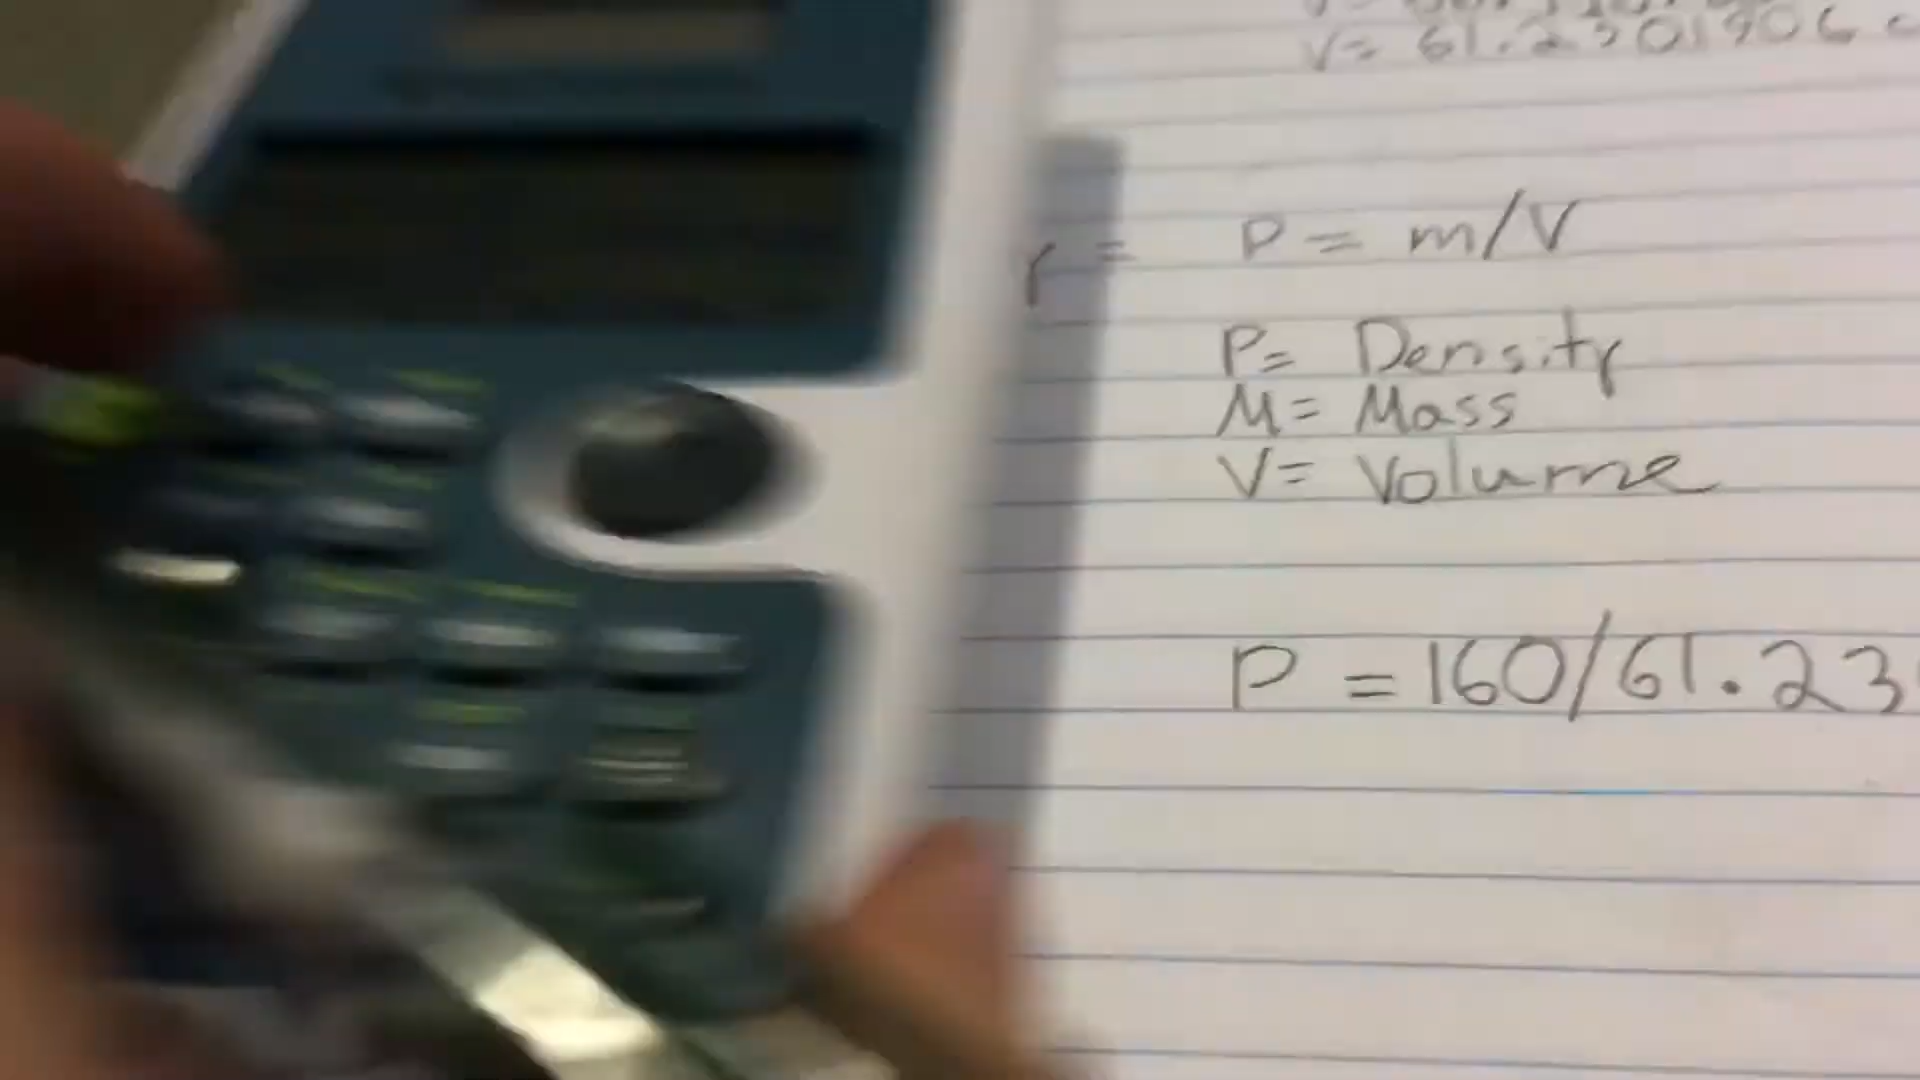 V= 61.2301906
r = P = m/V
P= Density
M= Mass
V= Volume
P =160/61.23